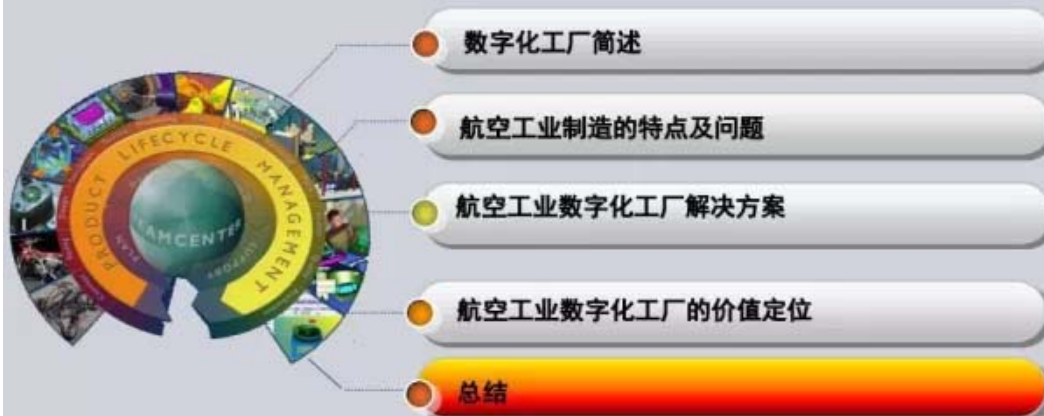 数字化工厂简述
航空工业制造的特点及问题
航空工业数字化工厂解决方案
航空工业数字化工厂的价值定位
总结
PRODUCT LIFECYCLE MANAGEMENT
TEAMCENTER
PLAN
SUPPORT